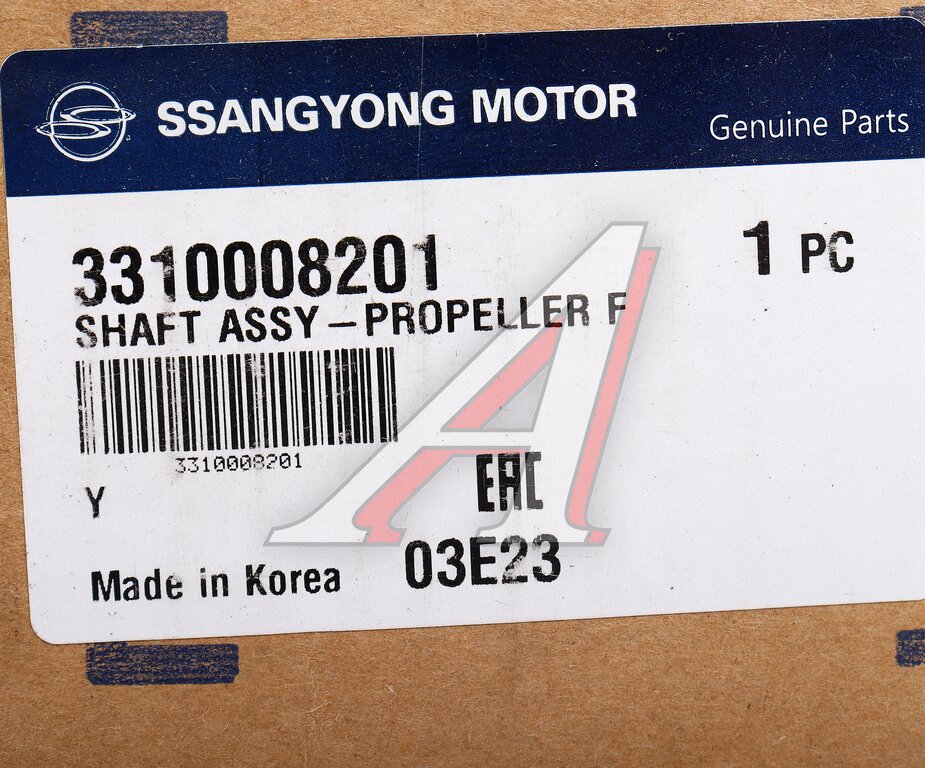 SSANGYONG MOTOR
Genuine Parts
3310008201
1 PC
SHAFT ASSY-PROPELLER F
3310008201
Y
EAC
Made in Korea
03E23